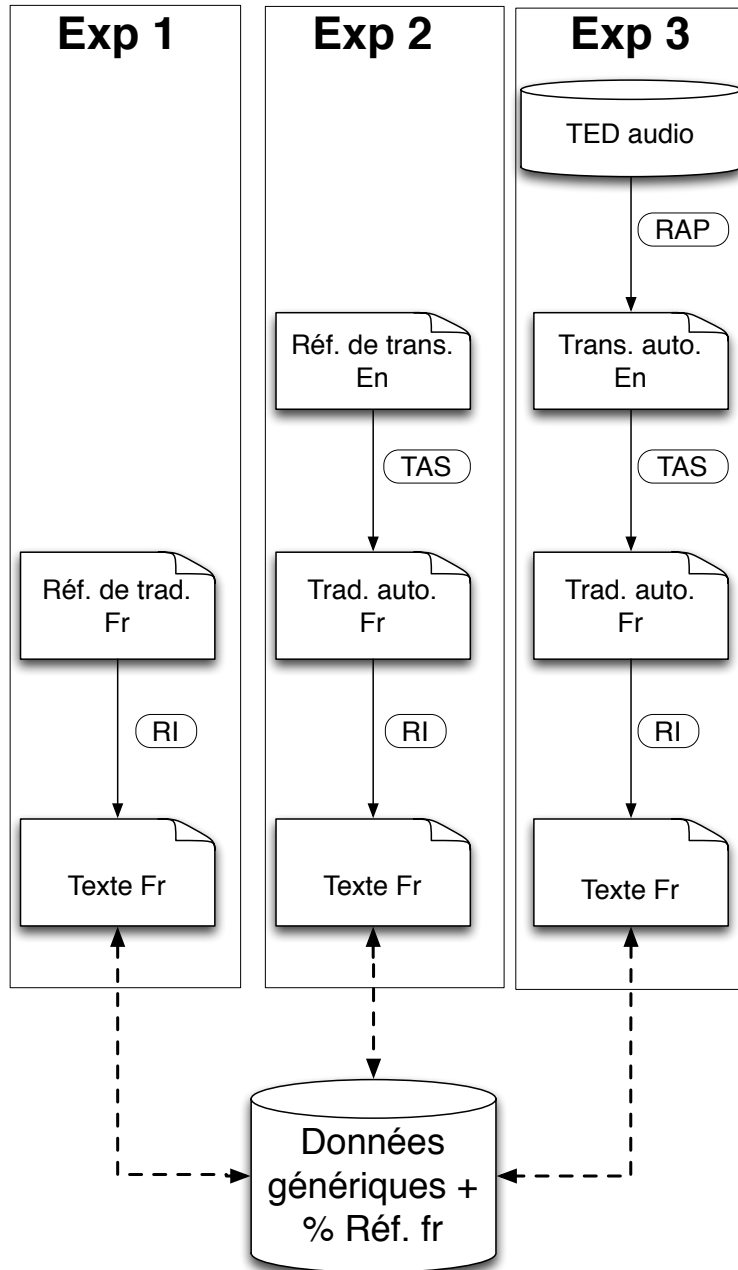 Exp 1
Exp 2
Exp 3
TED audio
RAP
Réf. de trans.
En
Trans. auto.
En
TAS
TAS
Réf. de trad.
Fr
Trad. auto.
Fr
Trad. auto.
Fr
RI
RI
RI
Texte Fr
Texte Fr
Texte Fr
Données
génériques +
% Réf. fr